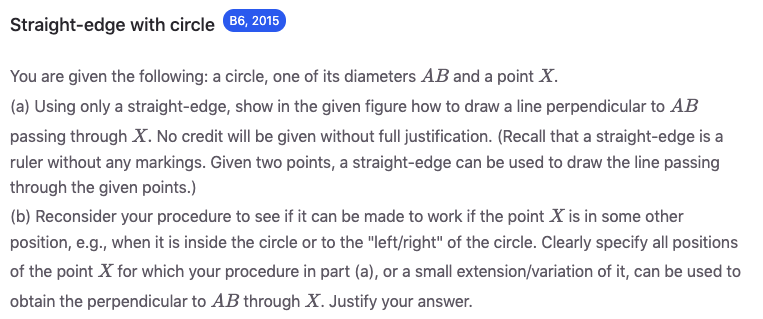 Straight-edge with circle B6, 2015
You are given the following: a circle, one of its diameters AB and a point X.
(a) Using only a straight-edge, show in the given figure how to draw a line perpendicular to AB
passing through X. No credit will be given without full justification. (Recall that a straight-edge is a
ruler without any markings. Given two points, a straight-edge can be used to draw the line passing
through the given points.)
(b) Reconsider your procedure to see if it can be made to work if the point X is in some other
position, e.g., when it is inside the circle or to the "left/right" of the circle. Clearly specify all positions
of the point X for which your procedure in part (a), or a small extension/variation of it, can be used to
obtain the perpendicular to AB through X. Justify your answer.